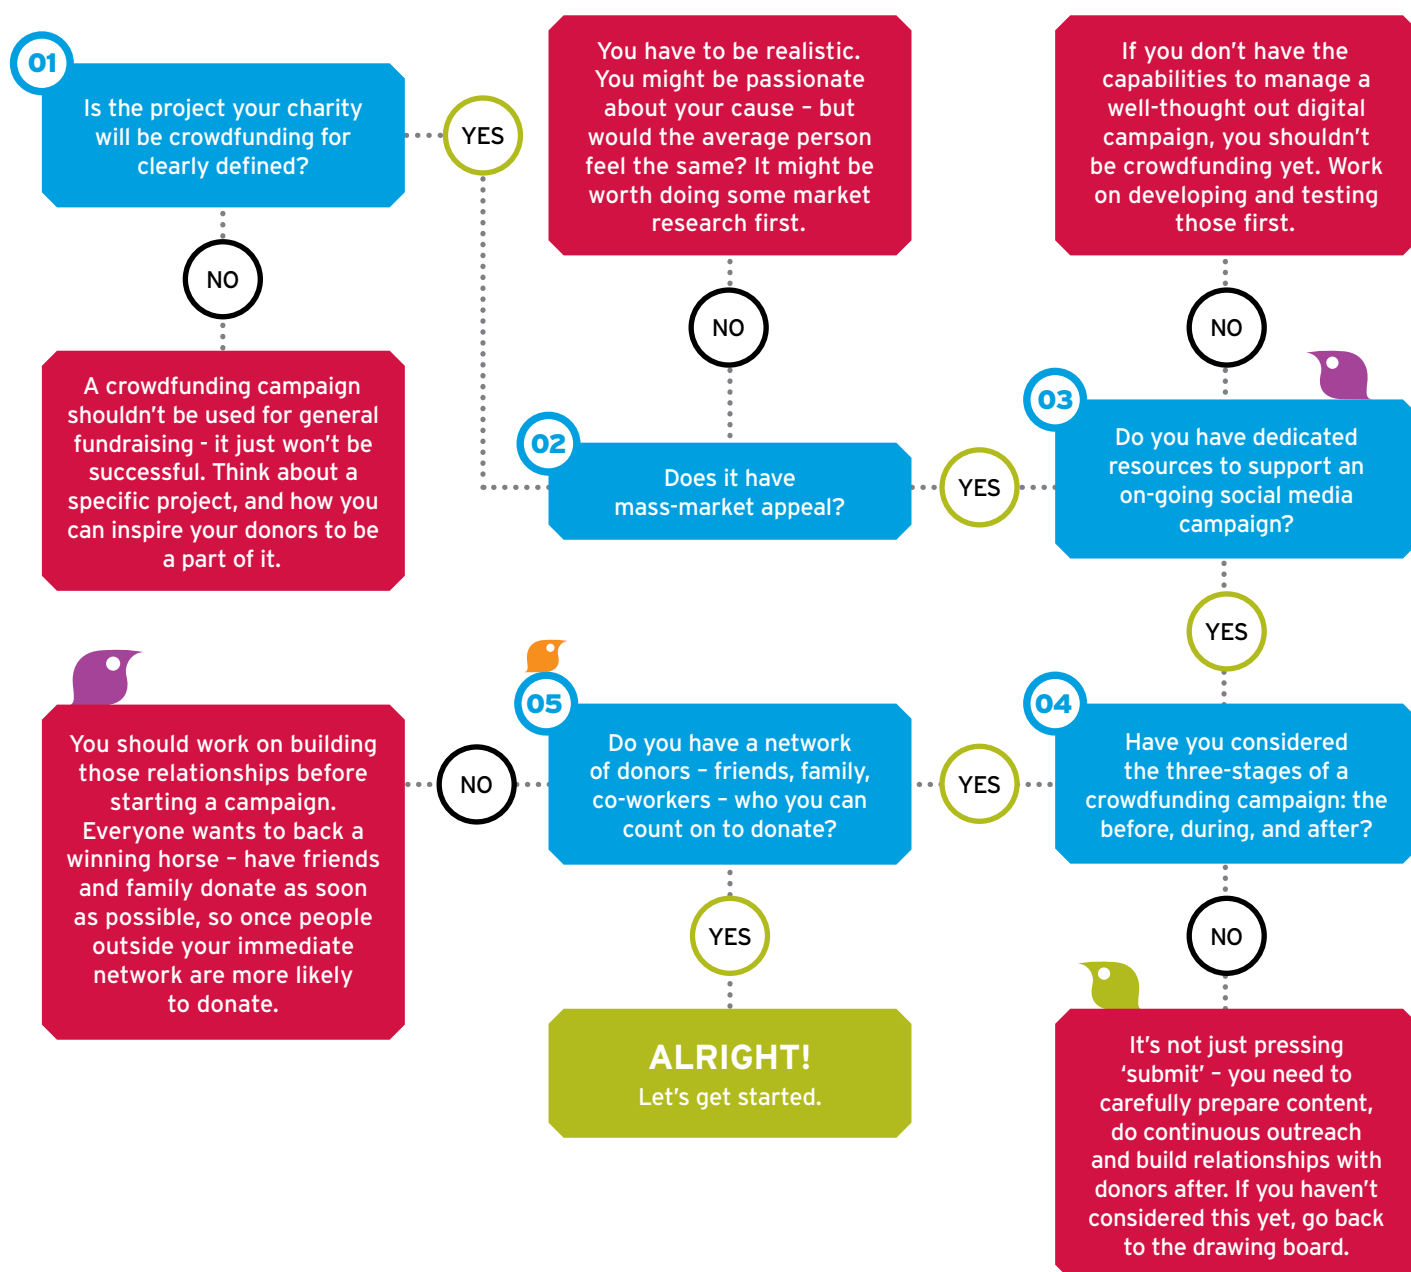 01
Is the project your charity
will be crowdfunding for
clearly defined?
YES
NO
A crowdfunding campaign
shouldn't be used for general
fundraising - it just won't be
successful. Think about a
specific project, and how you
can inspire your donors to be
a part of it.
You have to be realistic.
You might be passionate
about your cause – but
would the average person
feel the same? It might be
worth doing some market
research first.
NO
02
Does it have
mass-market appeal?
YES
If you don't have the
capabilities to manage a
well-thought out digital
campaign, you shouldn't
be crowdfunding yet. Work
on developing and testing
those first.
NO
03
Do you have dedicated
resources to support an
on-going social media
campaign?
YES
04
Have you considered
the three-stages of a
crowdfunding campaign: the
before, during, and after?
YES
NO
It's not just pressing
‘submit’ – you need to
carefully prepare content,
do continuous outreach
and build relationships with
donors after. If you haven't
considered this yet, go back
to the drawing board.
05
Do you have a network
of donors – friends, family,
co-workers – who you can
count on to donate?
NO
You should work on building
those relationships before
starting a campaign.
Everyone wants to back a
winning horse – have friends
and family donate as soon
as possible, so once people
outside your immediate
network are more likely
to donate.
YES
ALRIGHT!
Let's get started.